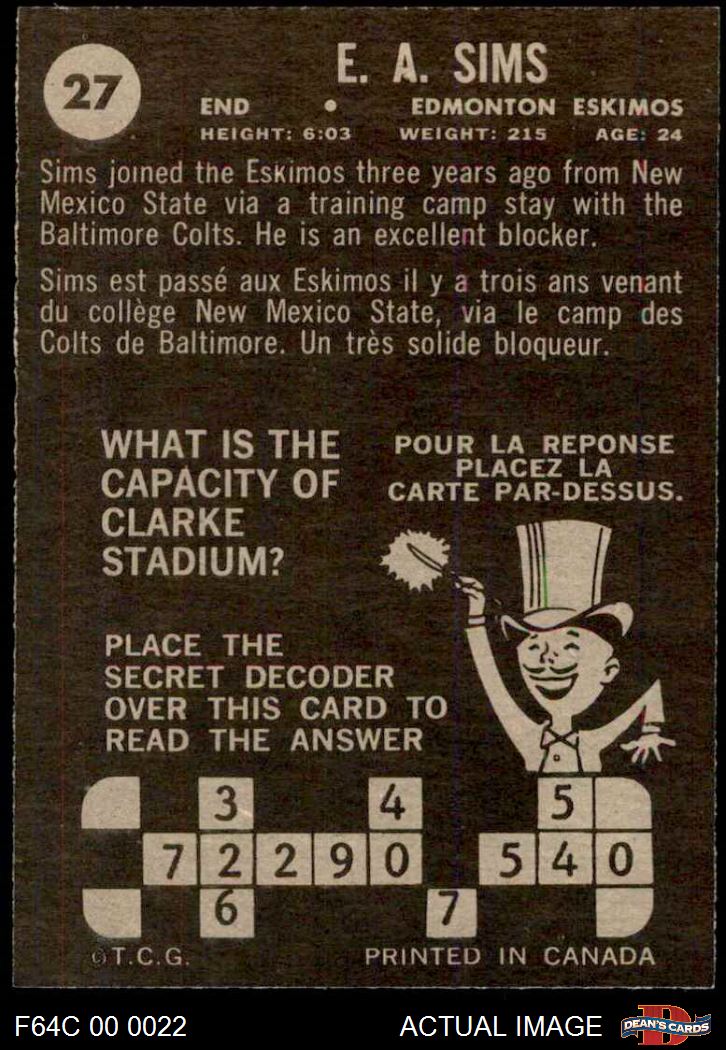 27
E. A. SIMS
END • EDMONTON ESKIMOS
HEIGHT: 6:03 WEIGHT: 215 AGE: 24
Sims joined the Eskimos three years ago from New
Mexico State via a training camp stay with the
Baltimore Colts. He is an excellent blocker.
Sims est passé aux Eskimos il y a trois ans venant
du collège New Mexico State, via le camp des
Colts de Baltimore. Un très solide bloqueur.
WHAT IS THE
CAPACITY OF
CLARKE
STADIUM?
POUR LA REPONSE
PLACEZ LA
CARTE PAR-DESSUS.
PLACE THE
SECRET DECODER
OVER THIS CARD TO
READ THE ANSWER
3 4 5
7 2 2 9 0 5 4 0
6 7
©T.C.G. PRINTED IN CANADA
F64C 00 0022 ACTUAL IMAGE D DEAN'S CARDS